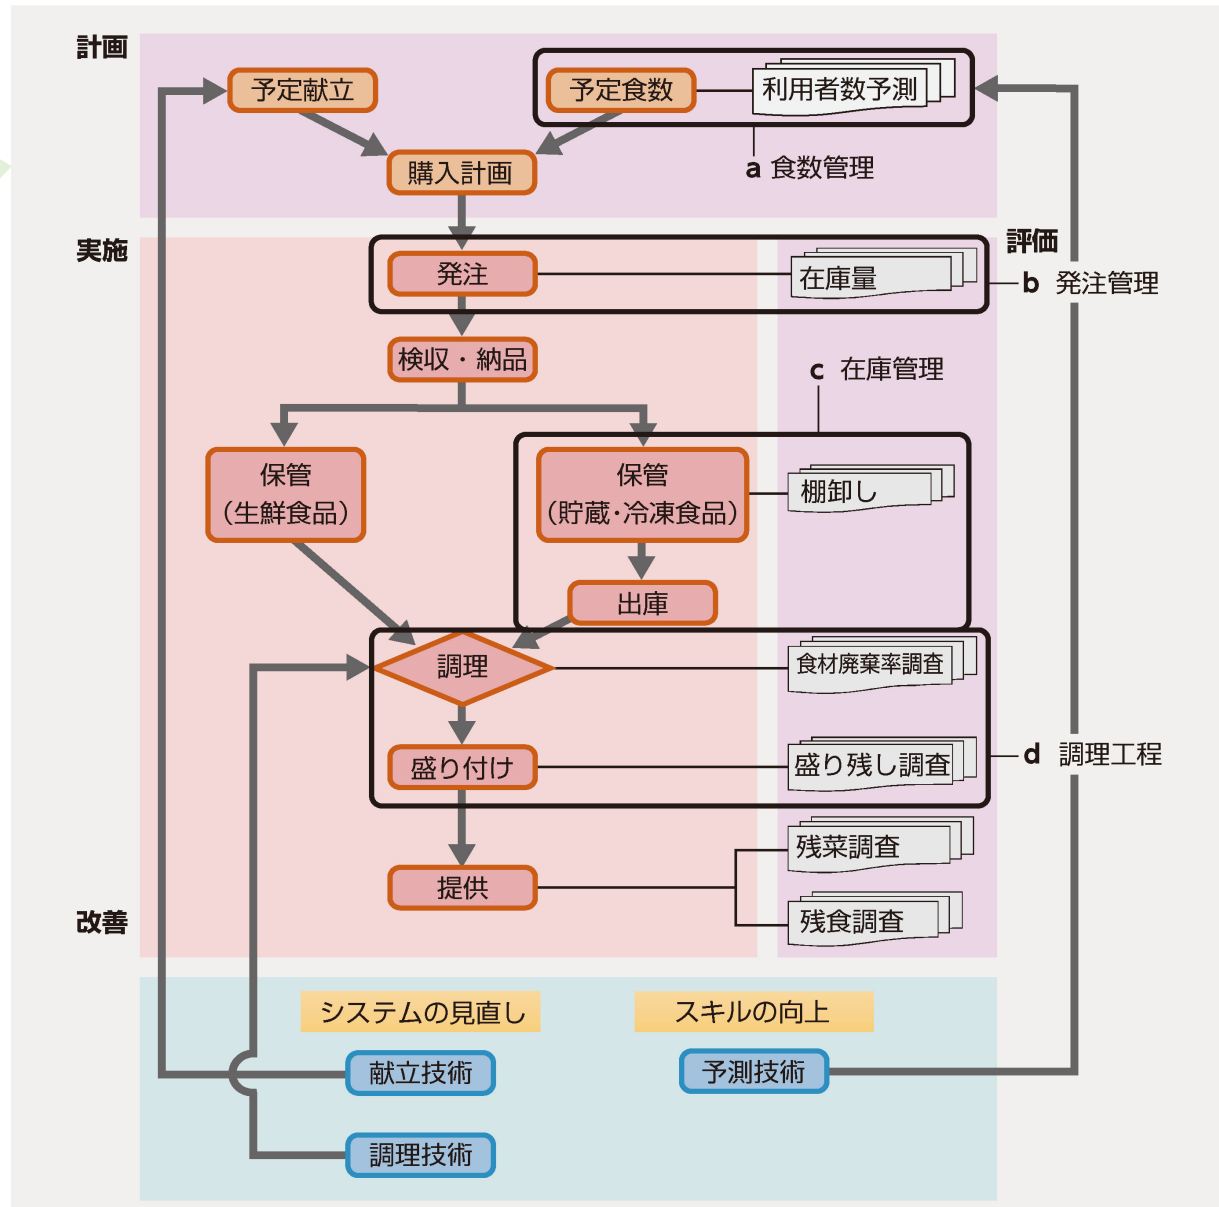 計画
予定献立
予定食数
利用者数予測
a 食数管理
購入計画
実施
評価
発注
在庫量
b 発注管理
検収・納品
c 在庫管理
保管
（生鮮食品）
保管
（貯蔵・冷凍食品）
棚卸し
出庫
調理
食材廃棄率調査
盛り付け
盛り残し調査
d 調理工程
残菜調査
提供
残食調査
改善
システムの見直し
スキルの向上
献立技術
予測技術
調理技術